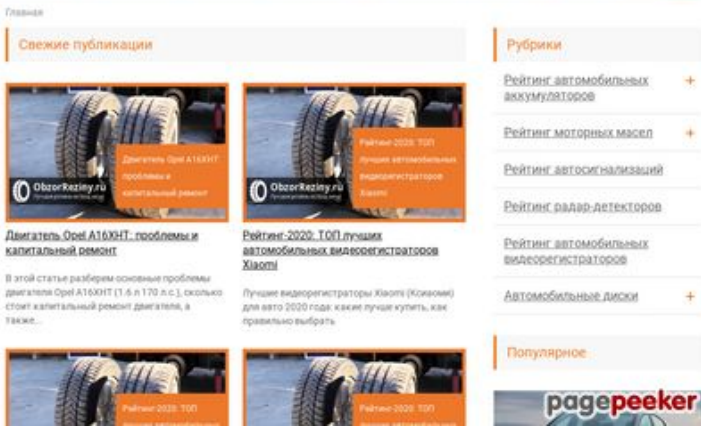 Главная
Свежие публикации
Двигатель Opel A16XHT
проблемы и
капитальный ремонт
ObzorReziny.ru
Двигатель Opel A16XHT: проблемы и
капитальный ремонт
В этой статье разберем основные проблемы
двигателя Opel A16XHT (1.6 л 170 л.с.), сколько
стоит капитальный ремонт двигателя, а
также...
Рейтинг-2020: ТОП
лучших автомобильных
видеорегистраторов
Xiaomi
ObzorReziny.ru
Рейтинг-2020: ТОП лучших
автомобильных видеорегистраторов
Xiaomi
Лучшие видеорегистраторы Xiaomi (Ксиаоми)
для авто 2020 года: какие лучше купить, как
правильно выбрать
Рейтинг-2020: ТОП
Рейтинг-2020: ТОП
Рубрики
Рейтинг автомобильных
аккумуляторов
+
Рейтинг моторных масел
+
Рейтинг автосигнализаций
Рейтинг радар-детекторов
Рейтинг автомобильных
видеорегистраторов
Автомобильные диски
+
Популярное
pagepeeker